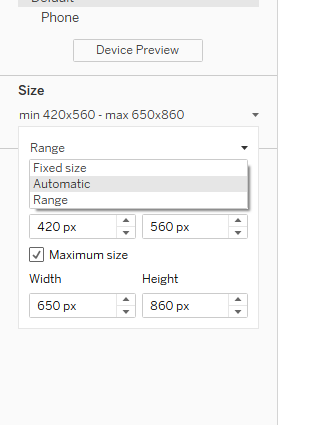 Default
Phone
Device Preview
Size
min 420x560 - max 650x860
Range
Fixed size
Automatic
Range
420 px 560 px
Maximum size
Width Height
650 px 860 px